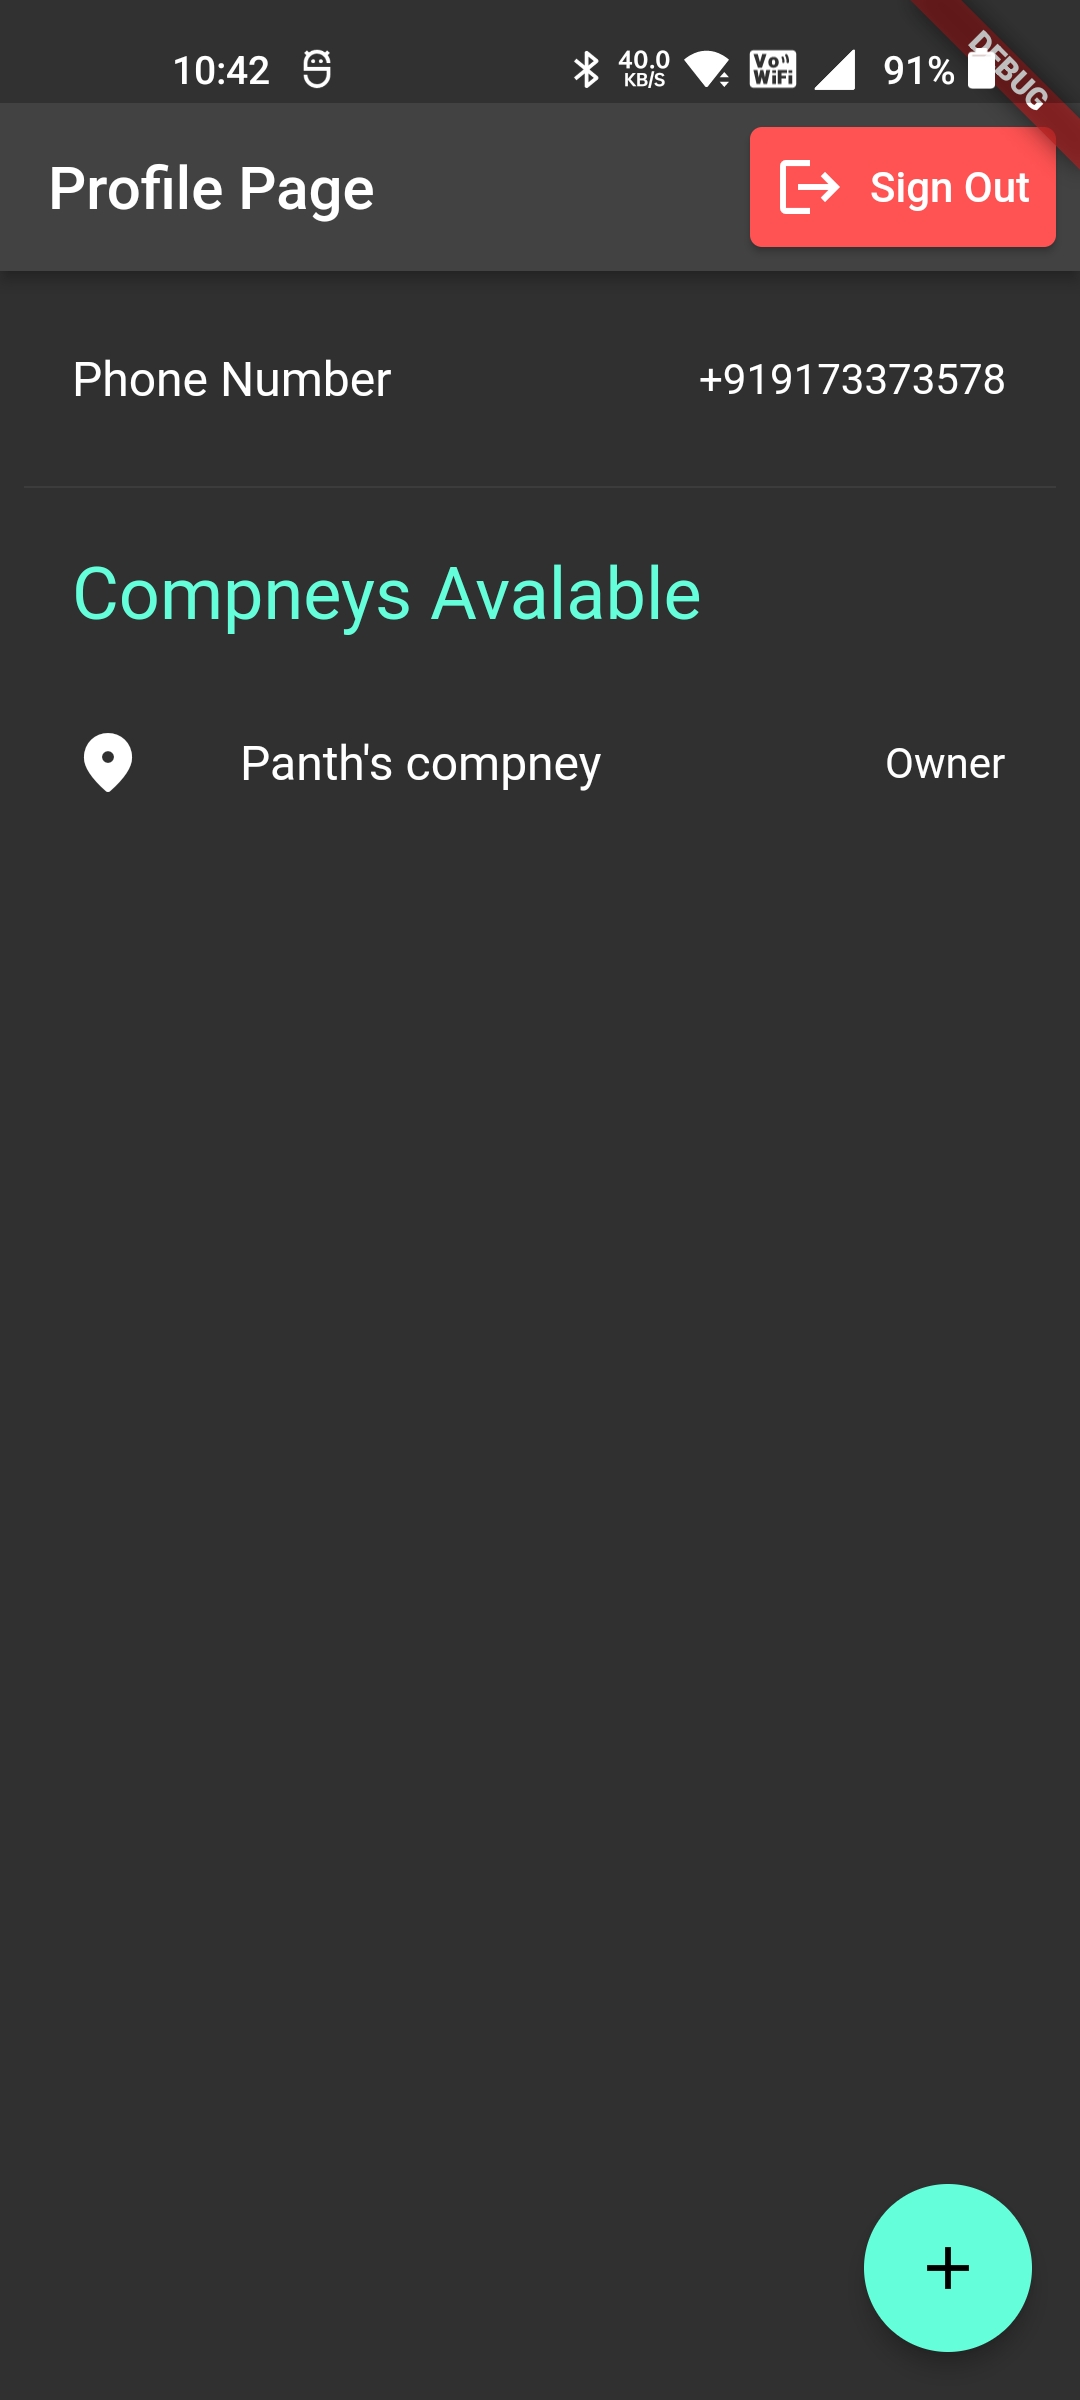 10:42 40.0 KB/S Vo WiFi 91% DEBUG
Profile Page Sign Out
Phone Number +919173373578
Compneys Avalable
Panth's compney Owner